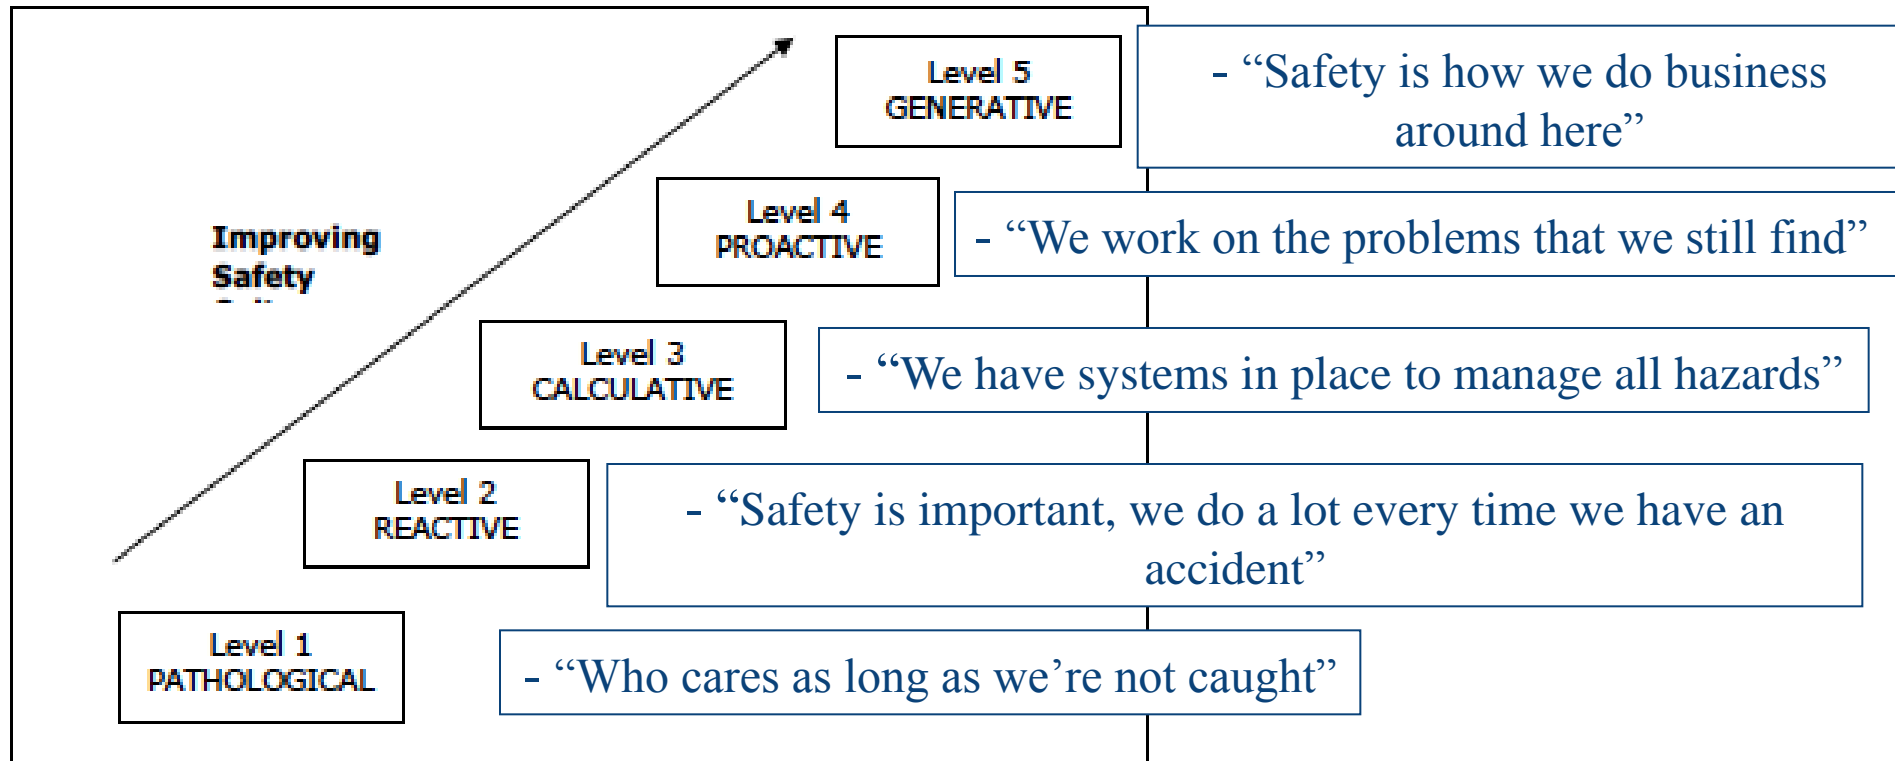 Level 5
GENERATIVE
- “Safety is how we do business
around here”
Level 4
PROACTIVE
- “We work on the problems that we still find”
Improving
Safety
Level 3
CALCULATIVE
- “We have systems in place to manage all hazards”
Level 2
REACTIVE
- “Safety is important, we do a lot every time we have an
accident”
Level 1
PATHOLOGICAL
- “Who cares as long as we’re not caught”